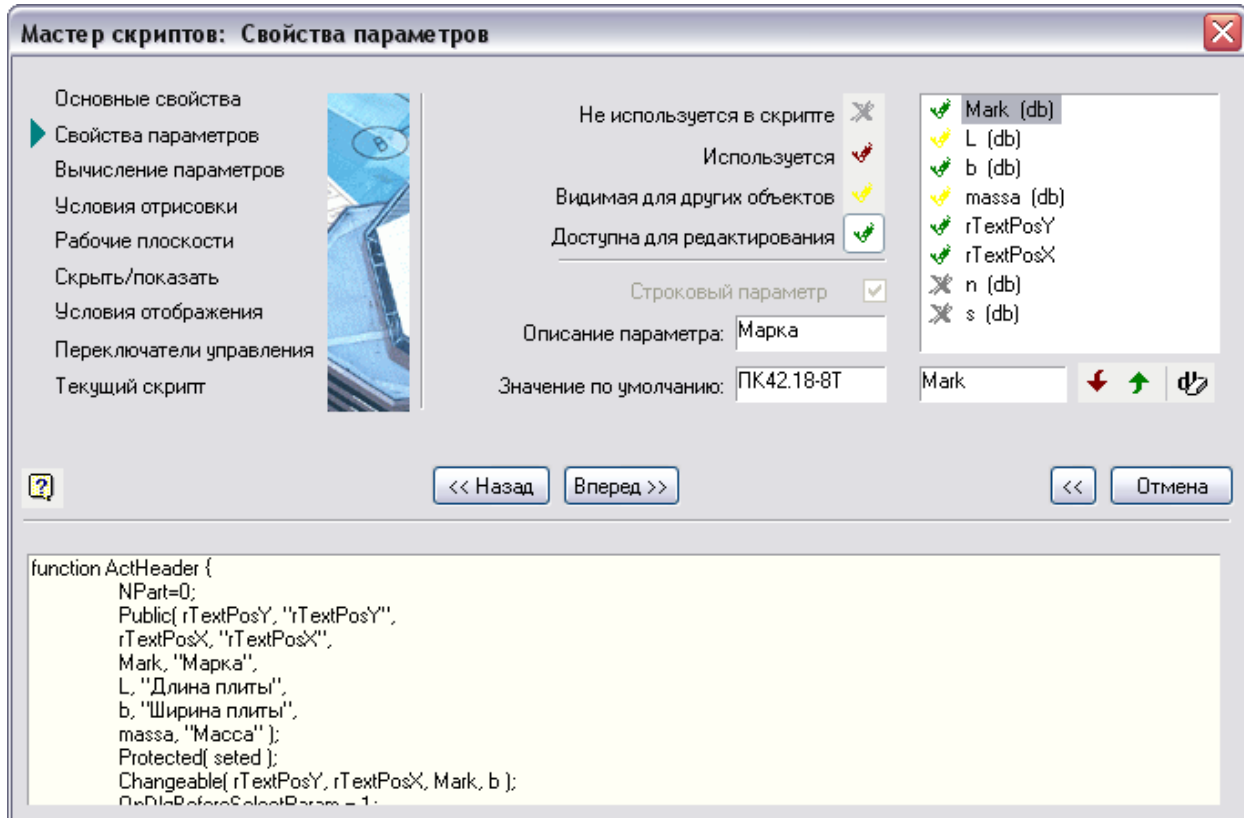 Мастер скриптов: Свойства параметров
Основные свойства
Свойства параметров
Вычисление параметров
Условия отрисовки
Рабочие плоскости
Скрыть/показать
Условия отображения
Переключатели управления
Текущий скрипт
B
Не используется в скрипте
Используется
Видимая для других объектов
Доступна для редактирования
Строковый параметр
Описание параметра: Марка
Значение по умолчанию: ПК42.18-8Т
Mark (db)
L (db)
b (db)
massa (db)
rTextPosY
rTextPosX
n (db)
s (db)
Mark
<< Назад
Вперед >>
<<
Отмена
function ActHeader {
NPart=0;
Public( rTextPosY, "rTextPosY",
rTextPosX, "rTextPosX",
Mark, "Марка",
L, "Длина плиты",
b, "Ширина плиты",
massa, "Масса" );
Protected( seted );
Changeable( rTextPosY, rTextPosX, Mark, b );
OnDlgBeforeSelectParam = 1;